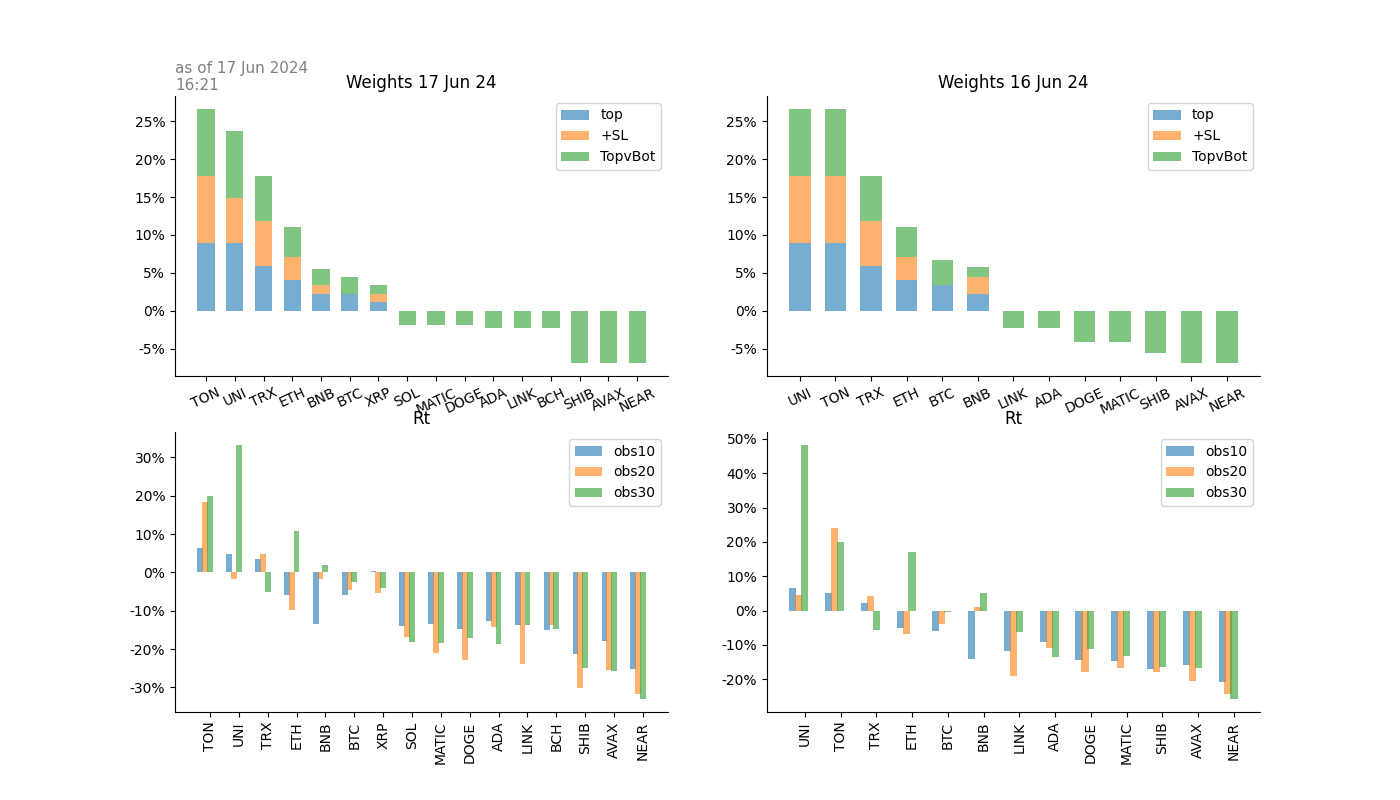 as of 17 Jun 2024
16:21
Weights 17 Jun 24
25%
20%
15%
10%
5%
0%
-5%
top
+SL
TopvBot
TON UNI TRX ETH BNB BTC XRP SOL MATIC DOGE ADA LINK BCH SHIB AVAX NEAR
Weights 16 Jun 24
25%
20%
15%
10%
5%
0%
-5%
top
+SL
TopvBot
UNI TON TRX ETH BTC BNB LINK ADA DOGE MATIC SHIB AVAX NEAR
Rt
30%
20%
10%
0%
-10%
-20%
-30%
obs10
obs20
obs30
TON UNI TRX ETH BNB BTC XRP SOL MATIC DOGE ADA LINK BCH SHIB AVAX NEAR
Rt
50%
40%
30%
20%
10%
0%
-10%
-20%
obs10
obs20
obs30
UNI TON TRX ETH BTC BNB LINK ADA DOGE MATIC SHIB AVAX NEAR